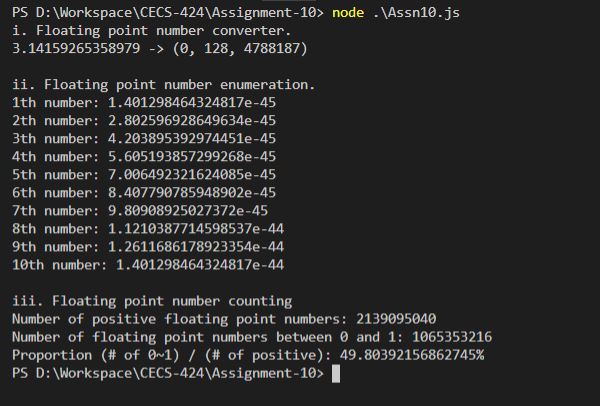 PS D:\Workspace\CECS-424\Assignment-10> node .\Assn10.js
i. Floating point number converter.
3.14159265358979 -> (0, 128, 4788187)
ii. Floating point number enumeration.
1th number: 1.401298464324817e-45
2th number: 2.802596928649634e-45
3th number: 4.203895392974451e-45
4th number: 5.605193857299268e-45
5th number: 7.006492321624085e-45
6th number: 8.407790785948902e-45
7th number: 9.80908925027372e-45
8th number: 1.1210387714598537e-44
9th number: 1.2611686178923354e-44
10th number: 1.401298464324817e-44
iii. Floating point number counting
Number of positive floating point numbers: 2139095040
Number of floating point numbers between 0 and 1: 1065353216
Proportion (# of 0~1) / (# of positive): 49.80392156862745%
PS D:\Workspace\CECS-424\Assignment-10>